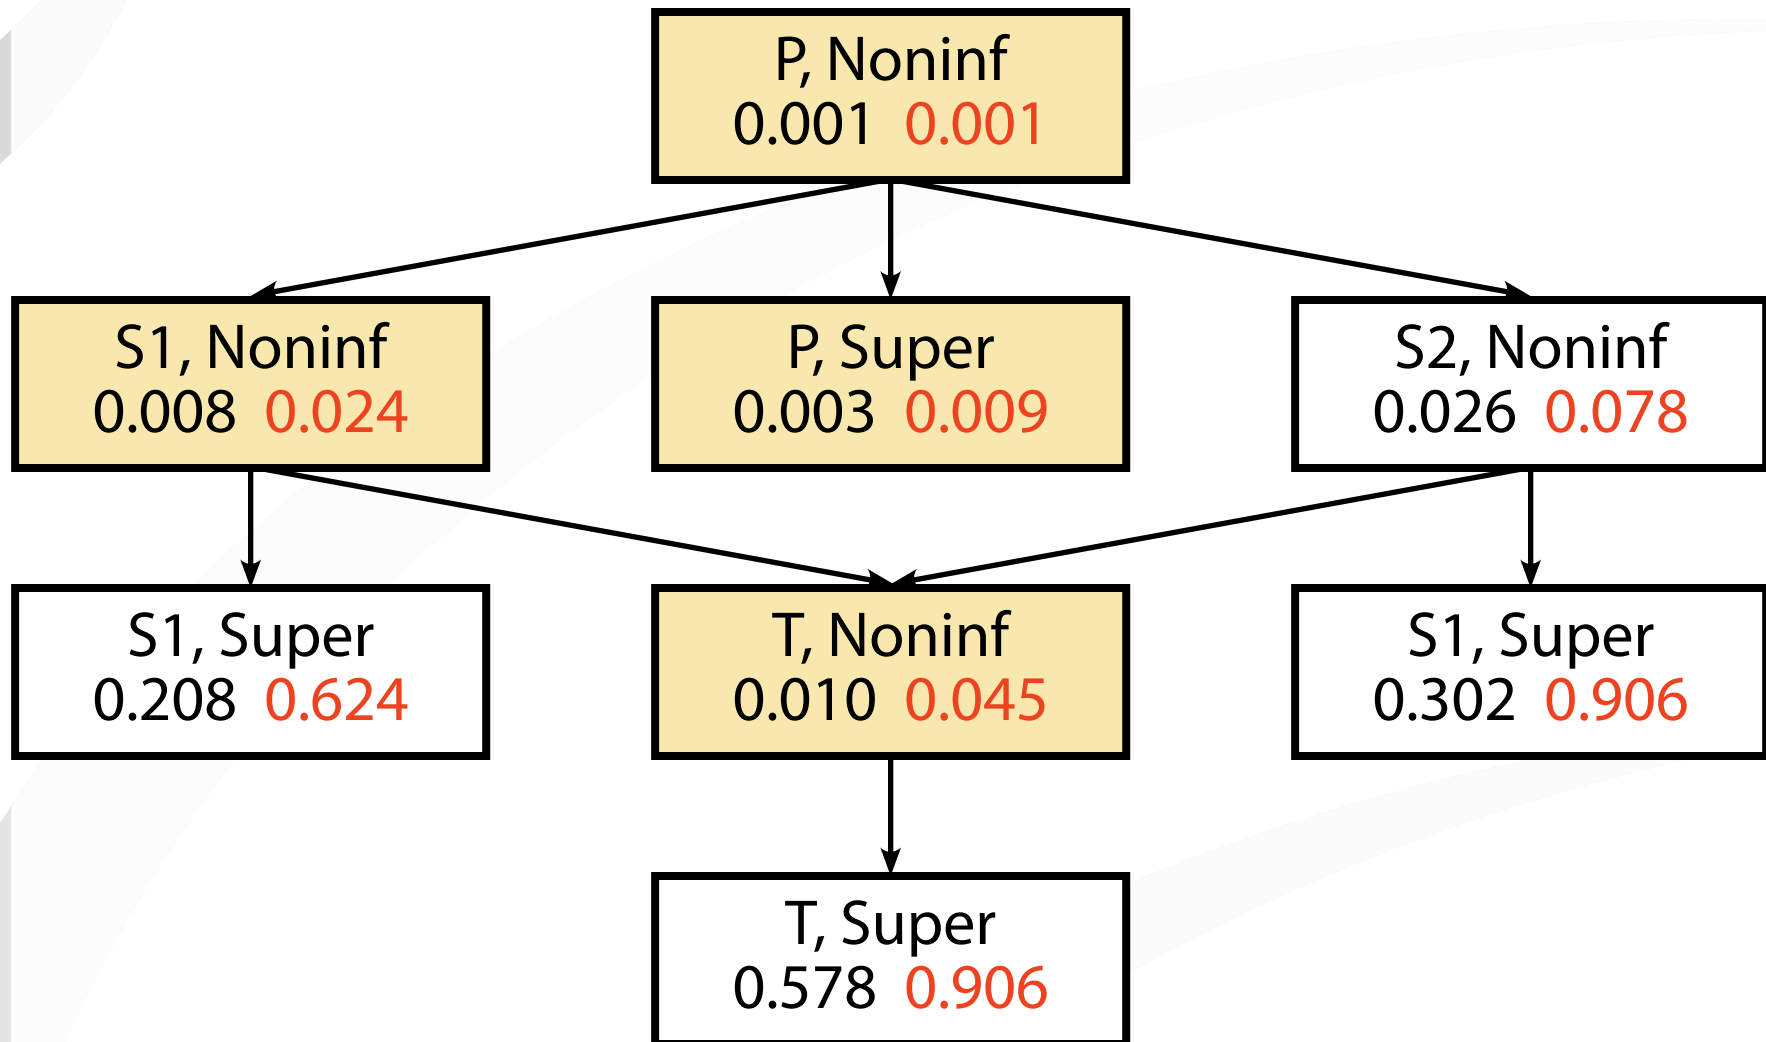 P, Noninf
0.001 0.001
S1, Noninf
0.008 0.024
P, Super
0.003 0.009
S2, Noninf
0.026 0.078
S1, Super
0.208 0.624
T, Noninf
0.010 0.045
S1, Super
0.302 0.906
T, Super
0.578 0.906